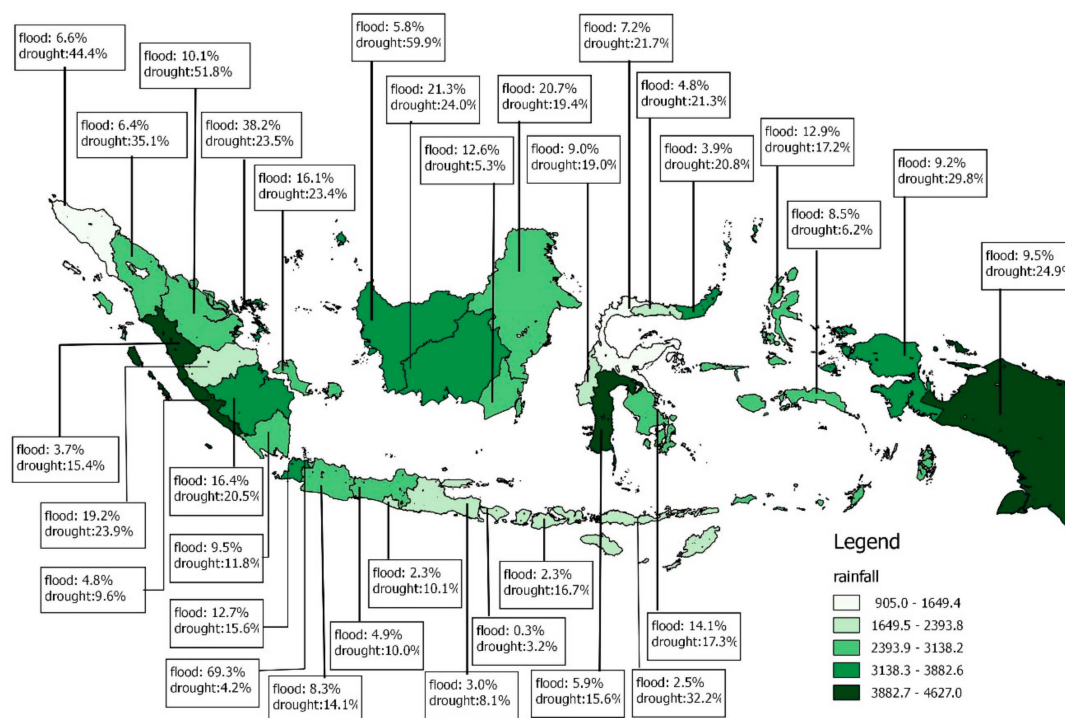 flood: 6.6%
drought:44.4%
flood: 10.1%
drought:51.8%
flood: 5.8%
drought:59.9%
flood: 7.2%
drought:21.7%
flood: 21.3%
drought:24.0%
flood: 20.7%
drought:19.4%
flood: 4.8%
drought:21.3%
flood: 6.4%
drought:35.1%
flood: 38.2%
drought:23.5%
flood: 12.6%
drought:5.3%
flood: 9.0%
drought:19.0%
flood: 3.9%
drought:20.8%
flood: 12.9%
drought:17.2%
flood: 9.2%
drought:29.8%
flood: 16.1%
drought:23.4%
flood: 8.5%
drought:6.2%
flood: 9.5%
drought:24.9%
flood: 3.7%
drought:15.4%
flood: 16.4%
drought:20.5%
flood: 19.2%
drought:23.9%
flood: 9.5%
drought:11.8%
flood: 4.8%
drought:9.6%
flood: 12.7%
drought:15.6%
flood: 2.3%
drought:10.1%
flood: 2.3%
drought:16.7%
flood: 4.9%
drought:10.0%
flood: 0.3%
drought:3.2%
flood: 14.1%
drought:17.3%
flood: 69.3%
drought:4.2%
flood: 8.3%
drought:14.1%
flood: 3.0%
drought:8.1%
flood: 5.9%
drought:15.6%
flood: 2.5%
drought:32.2%
Legend
rainfall
905.0 - 1649.4
1649.5 - 2393.8
2393.9 - 3138.2
3138.3 - 3882.6
3882.7 - 4627.0